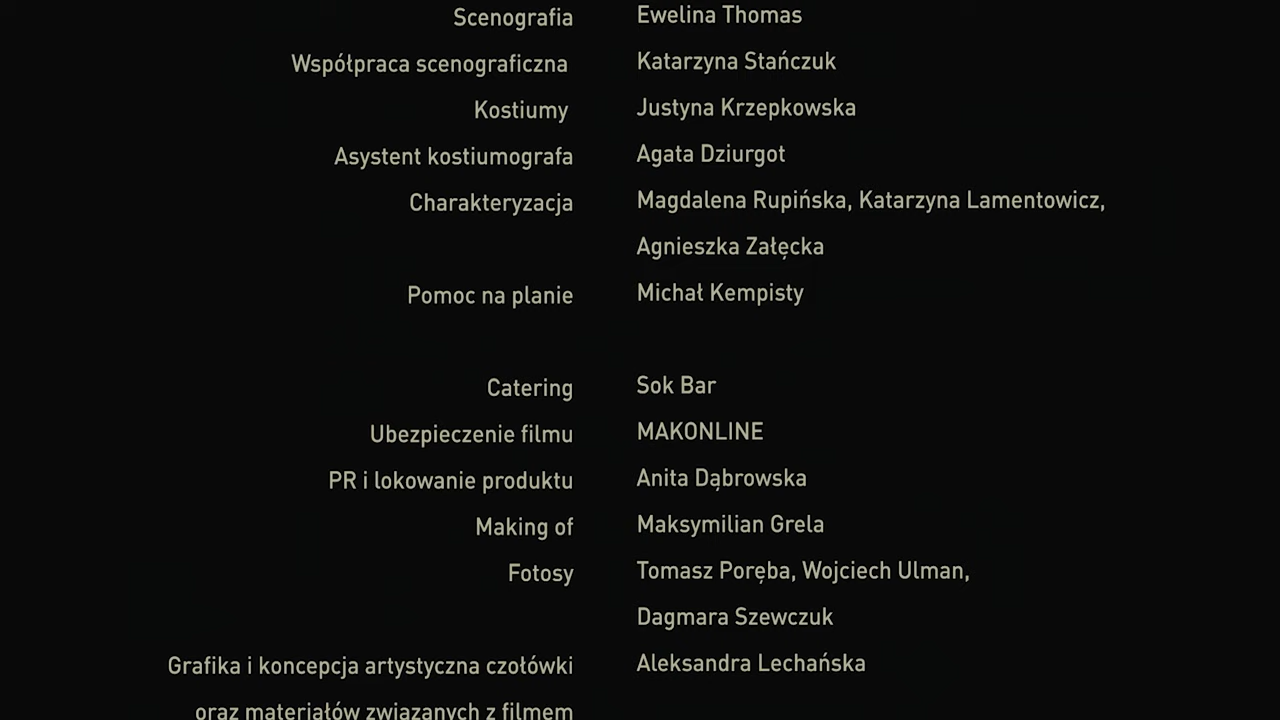 Scenografia Ewelina Thomas
Współpraca scenograficzna Katarzyna Stańczuk
Kostiumy Justyna Krzepkowska
Asystent kostiumografa Agata Dziurgot
Charakteryzacja Magdalena Rupińska, Katarzyna Lamentowicz,
Agnieszka Załęcka
Pomoc na planie Michał Kempisty
Catering Sok Bar
Ubezpieczenie filmu MAKONLINE
PR i lokowanie produktu Anita Dąbrowska
Making of Maksymilian Grela
Fotosy Tomasz Poręba, Wojciech Ulman,
Dagmara Szewczuk
Grafika i koncepcja artystyczna czołówki Aleksandra Lechańska
oraz materiałów związanych z filmem